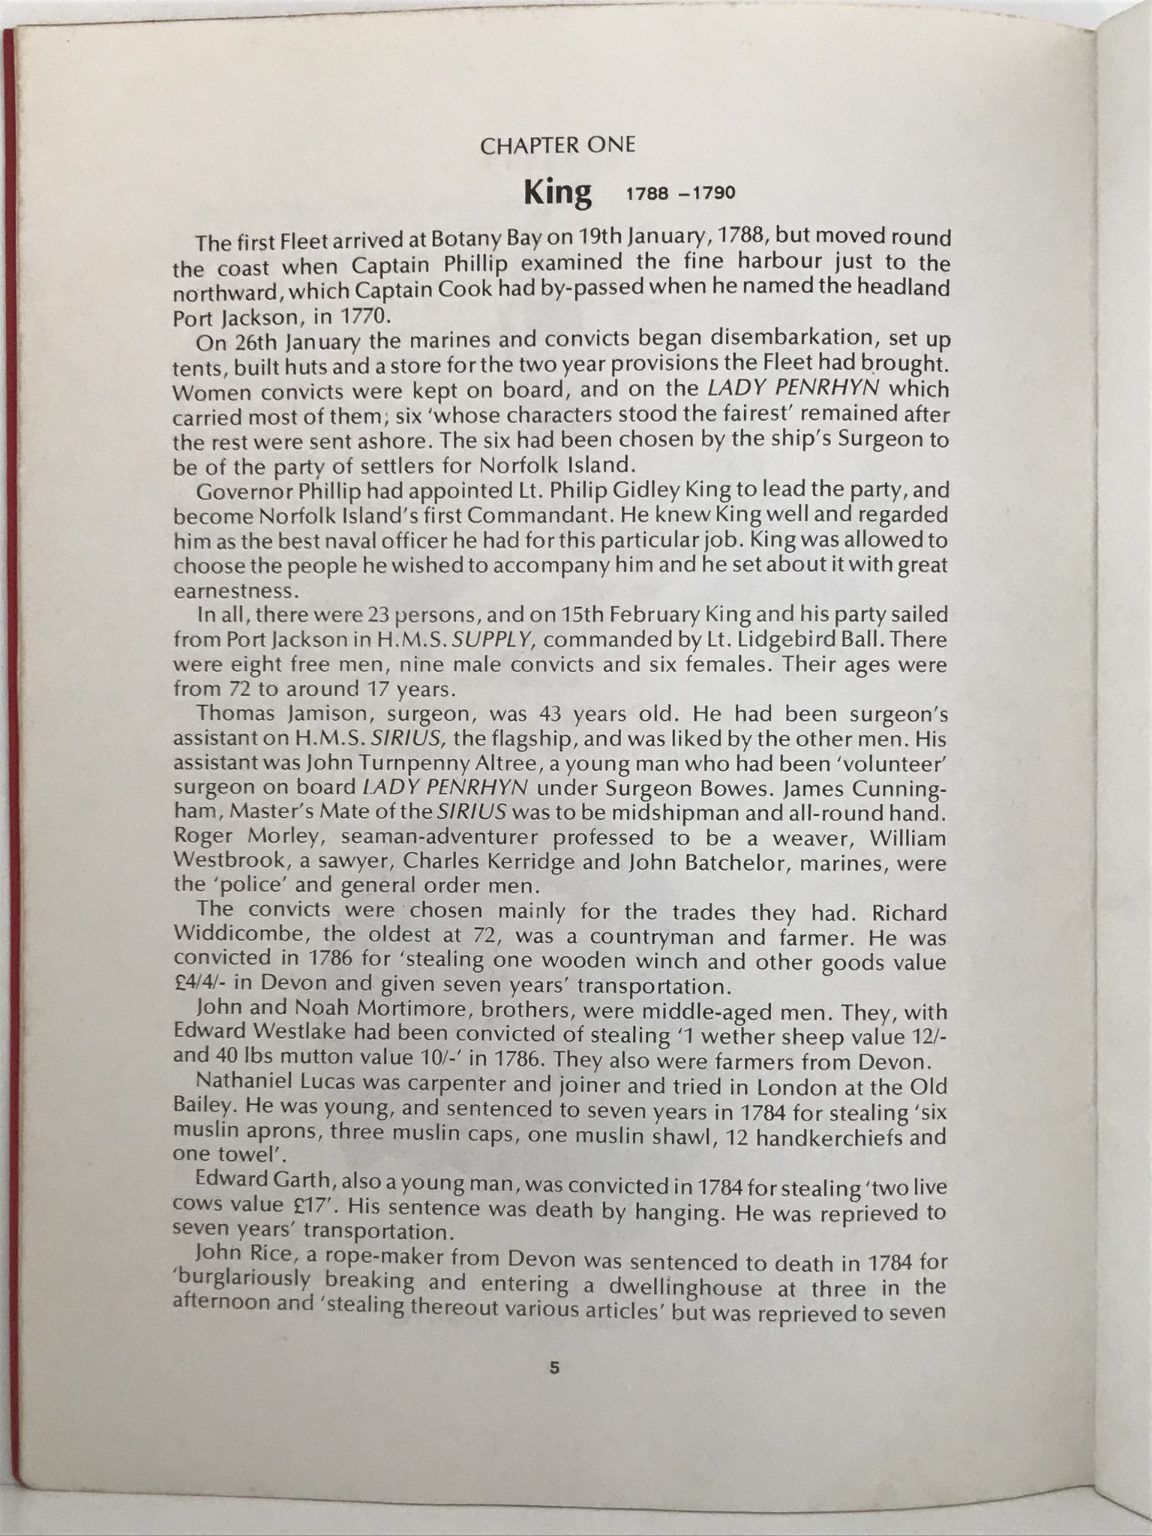 CHAPTER ONE
King 1788 –1790
The first Fleet arrived at Botany Bay on 19th January, 1788, but moved round
the coast when Captain Phillip examined the fine harbour just to the
northward, which Captain Cook had by-passed when he named the headland
Port Jackson, in 1770.
On 26th January the marines and convicts began disembarkation, set up
tents, built huts and a store for the two year provisions the Fleet had brought.
Women convicts were kept on board, and on the LADY PENRHYN which
carried most of them; six ‘whose characters stood the fairest’ remained after
the rest were sent ashore. The six had been chosen by the ship’s Surgeon to
be of the party of settlers for Norfolk Island.
Governor Phillip had appointed Lt. Philip Gidley King to lead the party, and
become Norfolk Island’s first Commandant. He knew King well and regarded
him as the best naval officer he had for this particular job. King was allowed to
choose the people he wished to accompany him and he set about it with great
earnestness.
In all, there were 23 persons, and on 15th February King and his party sailed
from Port Jackson in H.M.S. SUPPLY, commanded by Lt. Lidgebird Ball. There
were eight free men, nine male convicts and six females. Their ages were
from 72 to around 17 years.
Thomas Jamison, surgeon, was 43 years old. He had been surgeon’s
assistant on H.M.S. SIRIUS, the flagship, and was liked by the other men. His
assistant was John Turnpenny Altree, a young man who had been ‘volunteer’
surgeon on board LADY PENRHYN under Surgeon Bowes. James Cunning-
ham, Master’s Mate of the SIRIUS was to be midshipman and all-round hand.
Roger Morley, seaman-adventurer professed to be a weaver, William
Westbrook, a sawyer, Charles Kerridge and John Batchelor, marines, were
the ‘police’ and general order men.
The convicts were chosen mainly for the trades they had. Richard
Widdicombe, the oldest at 72, was a countryman and farmer. He was
convicted in 1786 for ‘stealing one wooden winch and other goods value
£4/4/- in Devon and given seven years’ transportation.
John and Noah Mortimore, brothers, were middle-aged men. They, with
Edward Westlake had been convicted of stealing ‘1 wether sheep value 12/-
and 40 lbs mutton value 10/-’ in 1786. They also were farmers from Devon.
Nathaniel Lucas was carpenter and joiner and tried in London at the Old
Bailey. He was young, and sentenced to seven years in 1784 for stealing ‘six
muslin aprons, three muslin caps, one muslin shawl, 12 handkerchiefs and
one towel’.
Edward Garth, also a young man, was convicted in 1784 for stealing ‘two live
cows value £17’. His sentence was death by hanging. He was reprieved to
seven years’ transportation.
John Rice, a rope-maker from Devon was sentenced to death in 1784 for
‘burglariously breaking and entering a dwellinghouse at three in the
afternoon and ‘stealing thereout various articles’ but was reprieved to seven
5